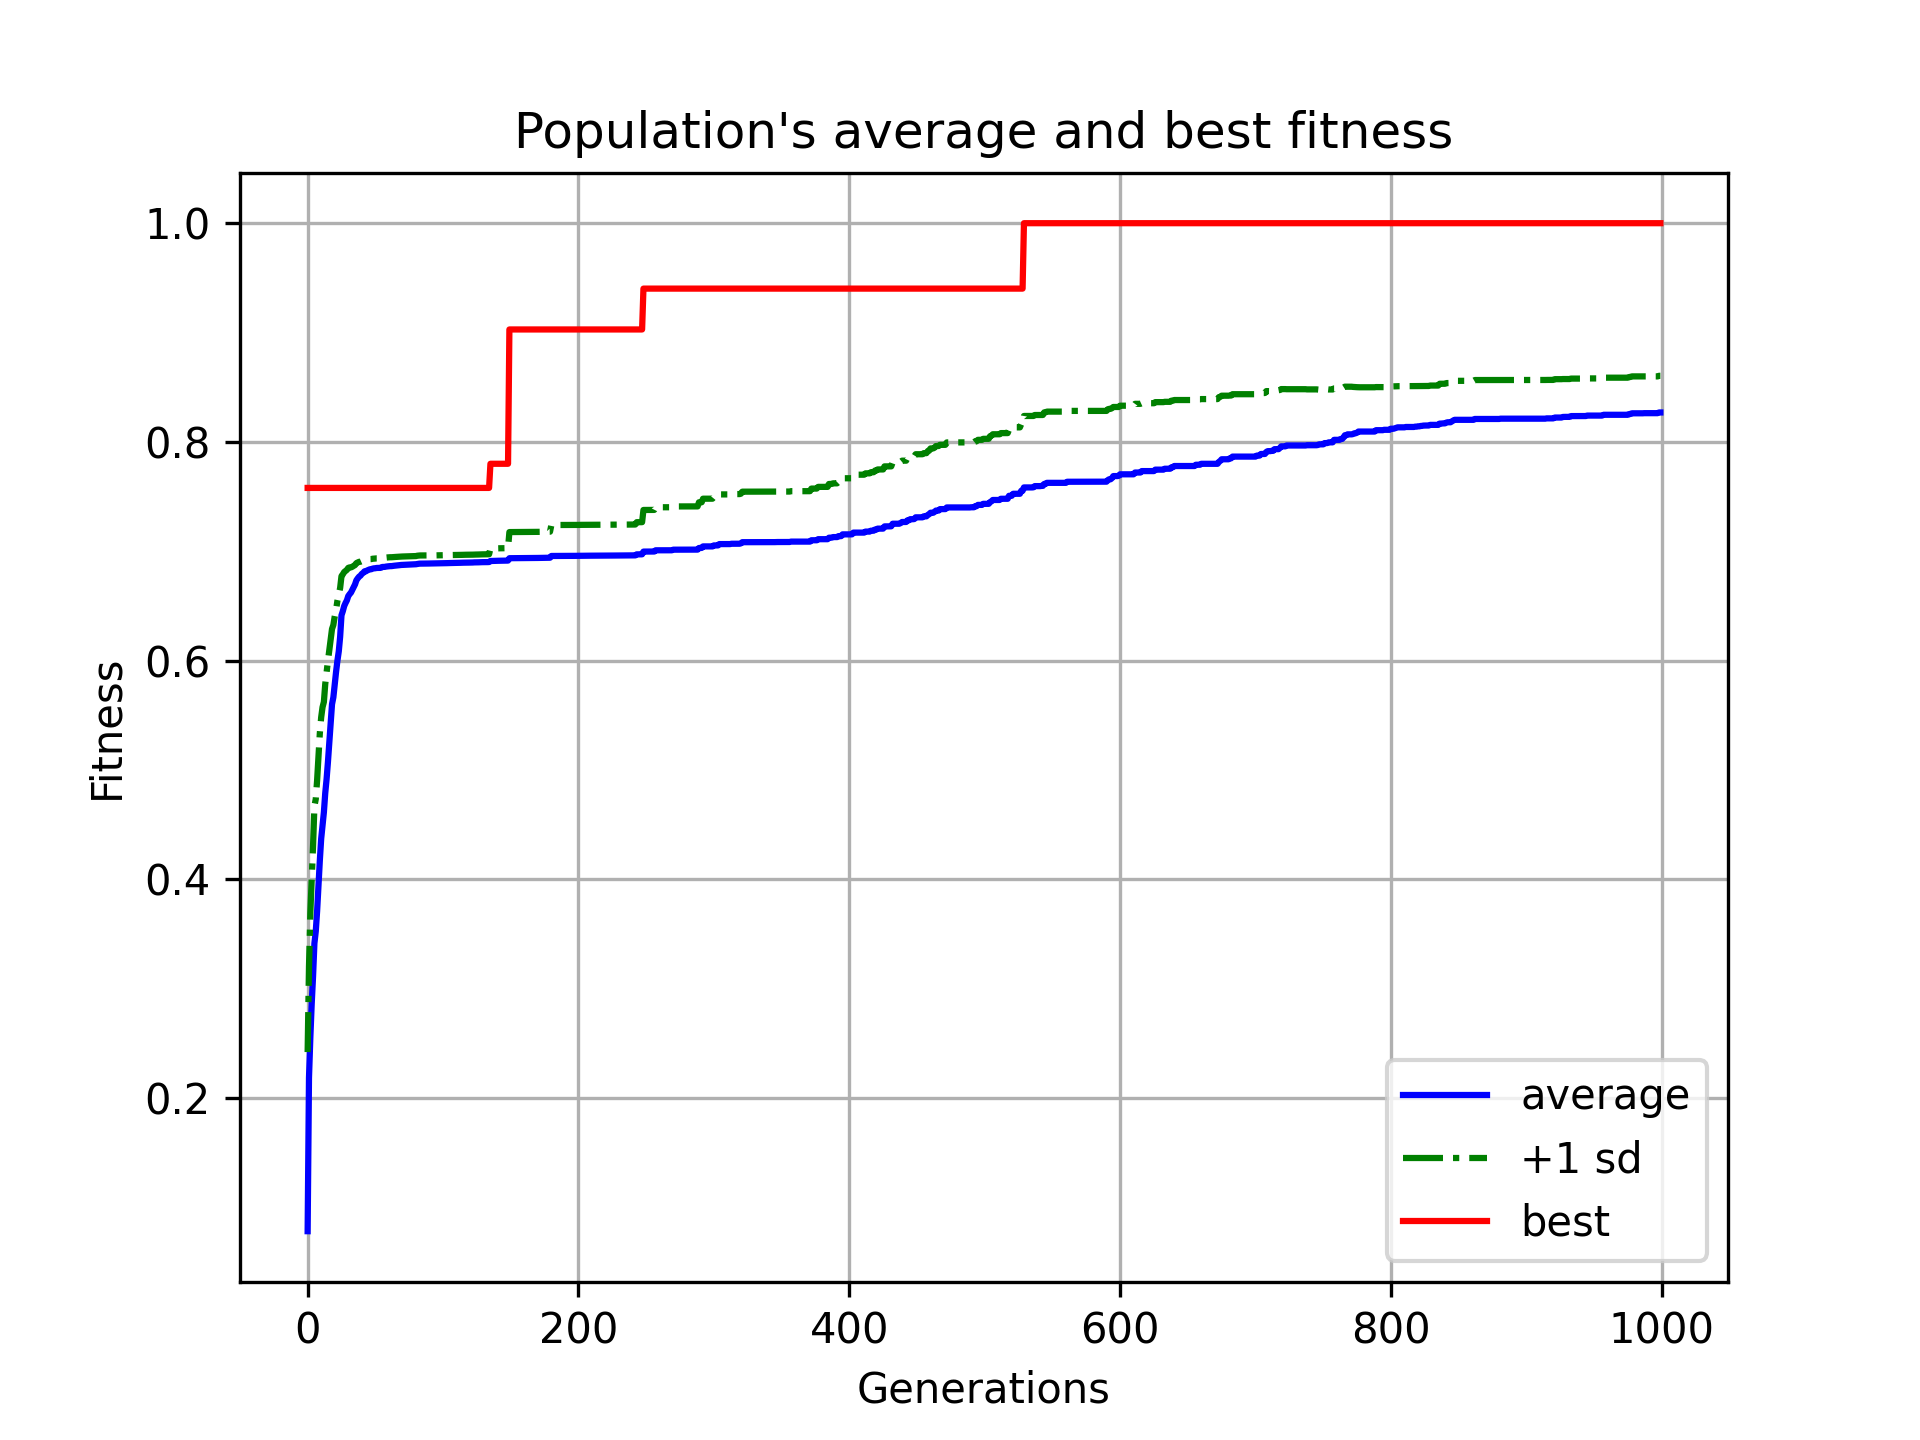 Population's average and best fitness
1.0
0.8
0.6
0.4
0.2
Fitness
0 200 400 600 800 1000
Generations
average
+1 sd
best